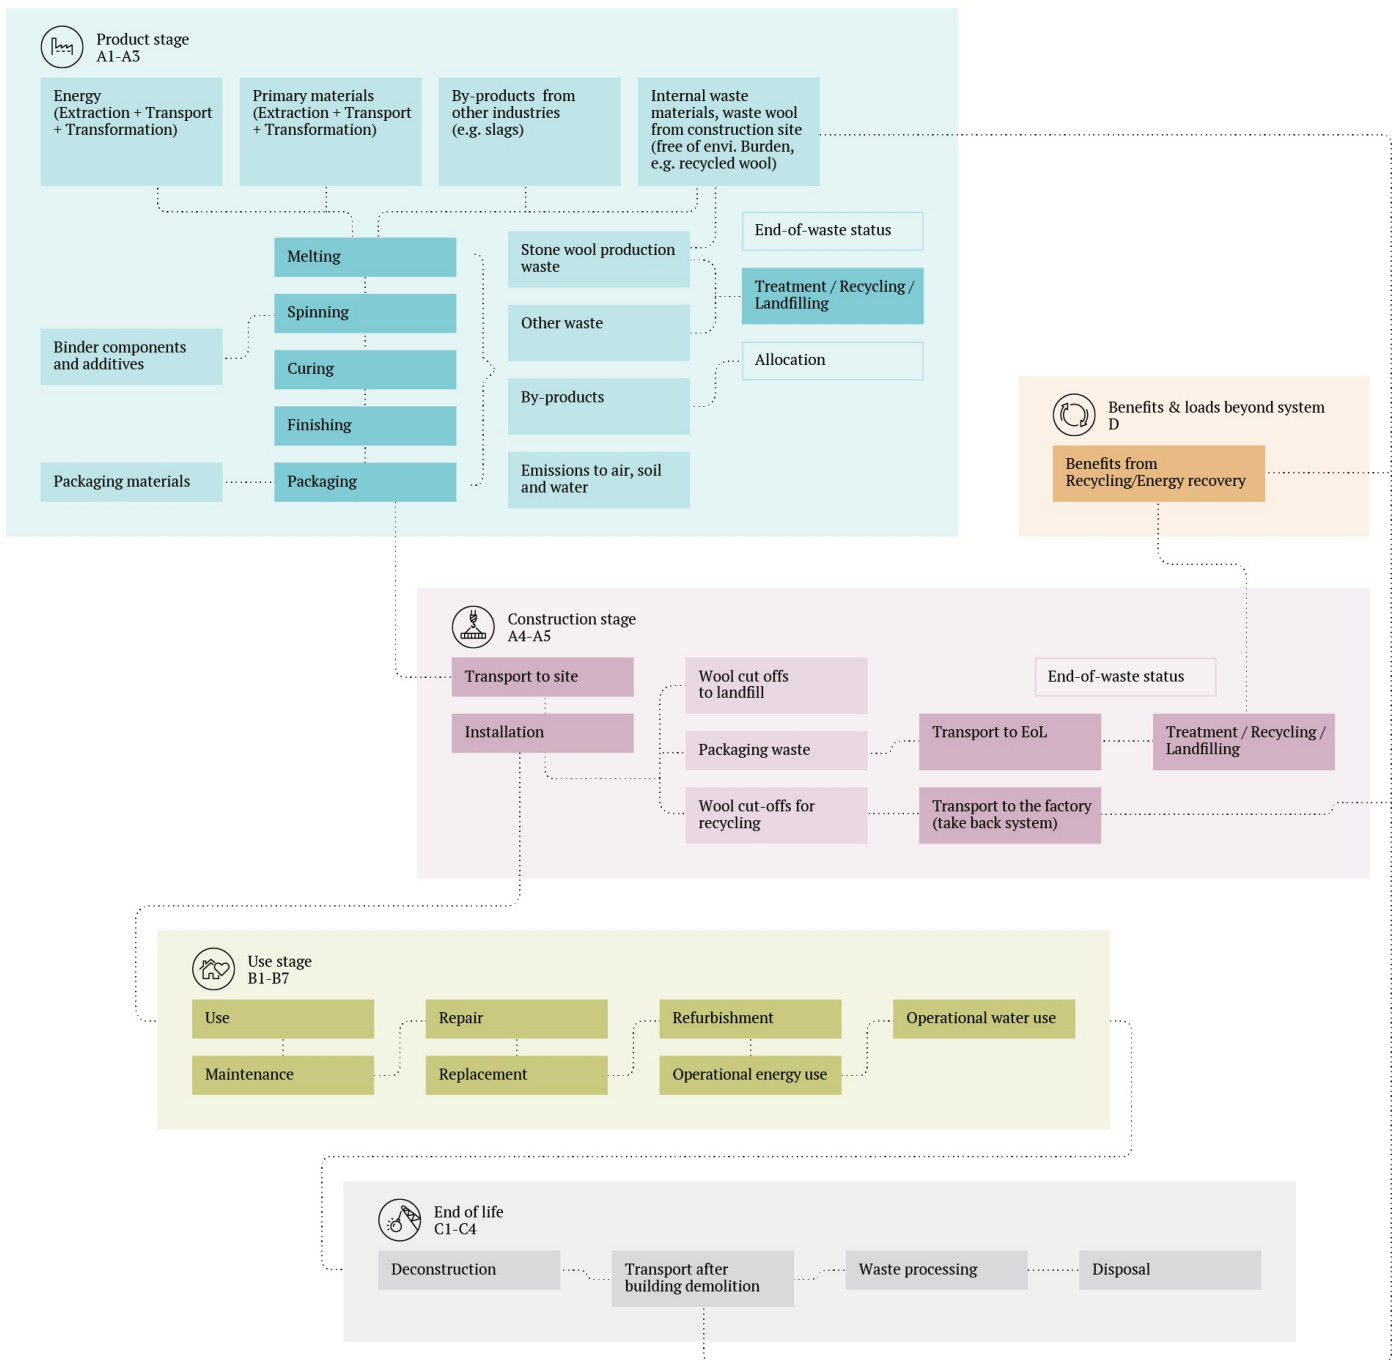 Product stage
A1-A3
Energy
(Extraction + Transport
+ Transformation)
Primary materials
(Extraction + Transport
+ Transformation)
By-products from
other industries
(e.g. slags)
Internal waste
materials, waste wool
from construction site
(free of envi. Burden,
e.g. recycled wool)
Melting
Spinning
Curing
Finishing
Packaging
Binder components
and additives
Packaging materials
Stone wool production
waste
Other waste
By-products
Emissions to air, soil
and water
End-of-waste status
Treatment / Recycling /
Landfilling
Allocation
Benefits & loads beyond system
D
Benefits from
Recycling/Energy recovery
Construction stage
A4-A5
Transport to site
Installation
Wool cut offs
to landfill
Packaging waste
Wool cut-offs for
recycling
End-of-waste status
Transport to EoL
Treatment / Recycling /
Landfilling
Transport to the factory
(take back system)
Use stage
B1-B7
Use
Maintenance
Repair
Replacement
Refurbishment
Operational energy use
Operational water use
End of life
C1-C4
Deconstruction
Transport after
building demolition
Waste processing
Disposal